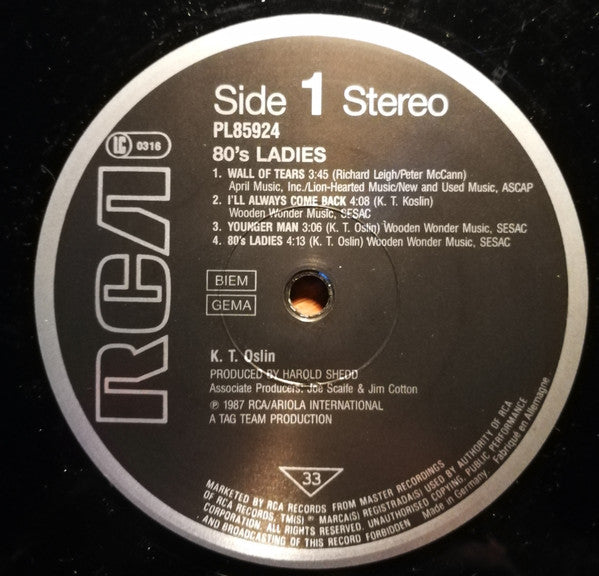 Side 1 Stereo
PL85924
80's LADIES
LC 0316
RCA
1. WALL OF TEARS 3:45 (Richard Leigh/Peter McCann)
April Music, Inc./Lion-Hearted Music/New and Used Music, ASCAP
2. I'LL ALWAYS COME BACK 4:08 (K. T. Koslin)
Wooden Wonder Music, SESAC
3. YOUNGER MAN 3:06 (K. T. Oslin) Wooden Wonder Music, SESAC
4. 80's LADIES 4:13 (K. T. Oslin) Wooden Wonder Music, SESAC
BIEM
GEMA
K. T. Oslin
PRODUCED BY HAROLD SHEDD
Associate Producers: Joe Scaife & Jim Cotton
℗ 1987 RCA/ARIOLA INTERNATIONAL
A TAG TEAM PRODUCTION
33
MARKETED BY RCA RECORDS FROM MASTER RECORDINGS
OF RCA RECORDS, TM(S) ® MARCA(S) REGISTRADA(S) USED BY AUTHORITY OF RCA
CORPORATION. ALL RIGHTS RESERVED. UNAUTHORISED COPYING, PUBLIC PERFORMANCE
AND BROADCASTING OF THIS RECORD FORBIDDEN Made in Germany Fabriqué en Allemagne